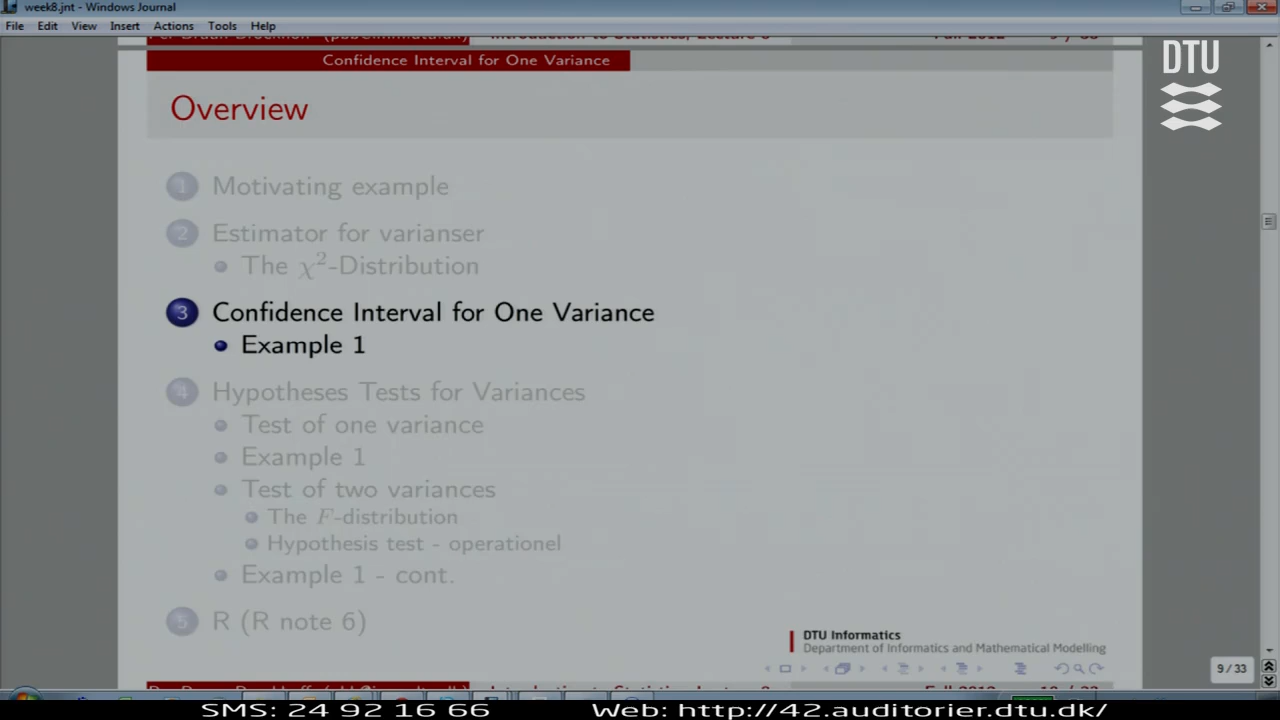 week8.jnt - Windows Journal
File Edit View Insert Actions Tools Help
Confidence Interval for One Variance
DTU
Overview
1 Motivating example
2 Estimator for varianser
The χ²-Distribution
3 Confidence Interval for One Variance
Example 1
4 Hypotheses Tests for Variances
Test of one variance
Example 1
Test of two variances
The F-distribution
Hypothesis test - operationel
Example 1 - cont.
5 R (R note 6)
DTU Informatics
Department of Informatics and Mathematical Modelling
9 / 33
SMS: 24 92 16 66 Web: http://42.auditorier.dtu.dk/